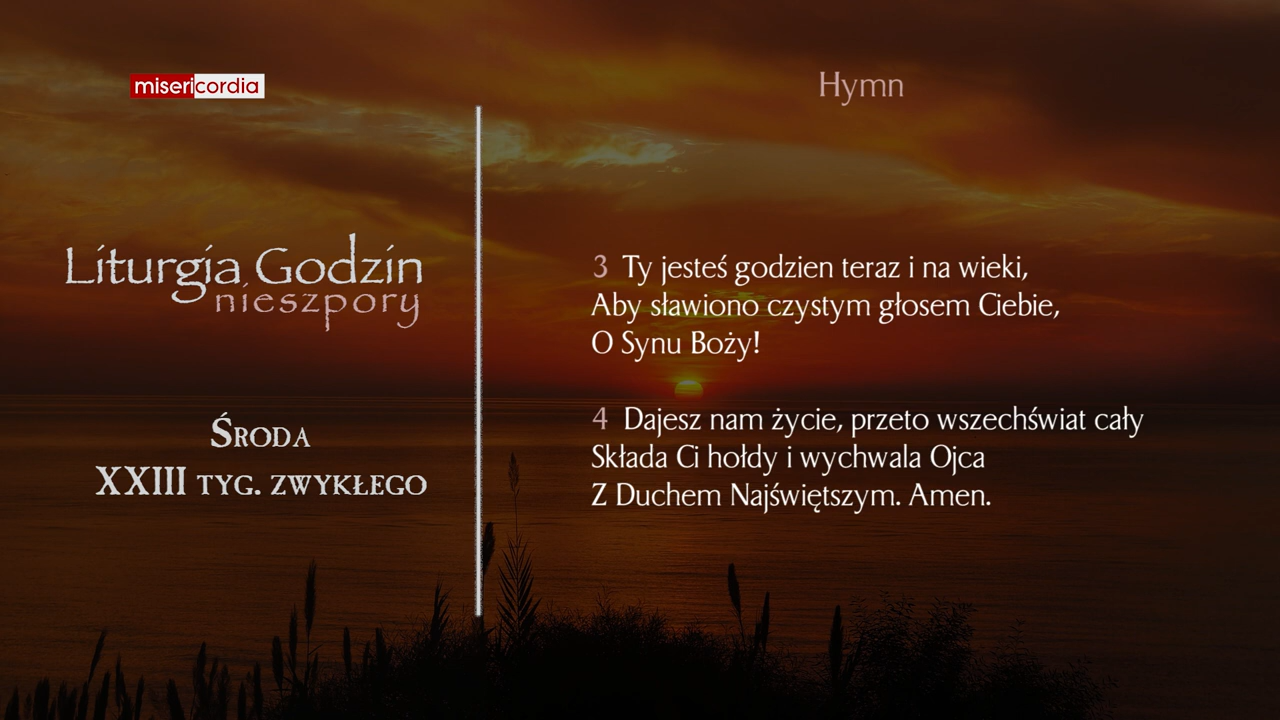 misericordia
Liturgia Godzin
nieszpory
Środa
XXIII tyg. zwykłego
Hymn
3 Ty jesteś godzien teraz i na wieki,
Aby sławiono czystym głosem Ciebie,
O Synu Boży!
4 Dajesz nam życie, przeto wszechświat cały
Składa Ci hołdy i wychwala Ojca
Z Duchem Najświętszym. Amen.